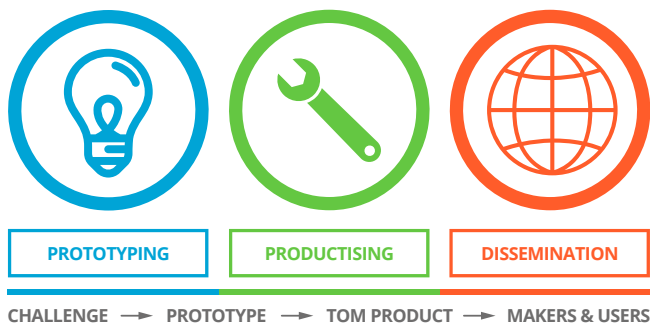 PROTOTYPING PRODUCTISING DISSEMINATION
CHALLENGE → PROTOTYPE → TOM PRODUCT → MAKERS & USERS